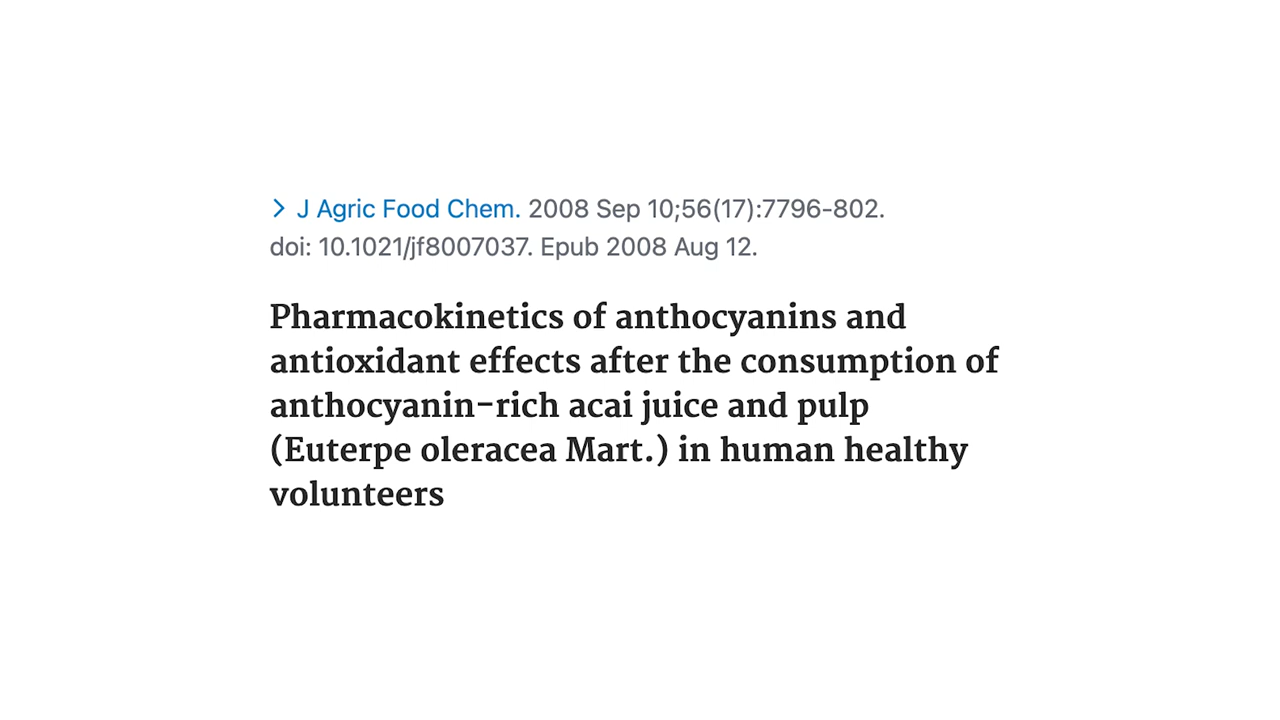 > J Agric Food Chem. 2008 Sep 10;56(17):7796-802.
doi: 10.1021/jf8007037. Epub 2008 Aug 12.
Pharmacokinetics of anthocyanins and
antioxidant effects after the consumption of
anthocyanin-rich acai juice and pulp
(Euterpe oleracea Mart.) in human healthy
volunteers